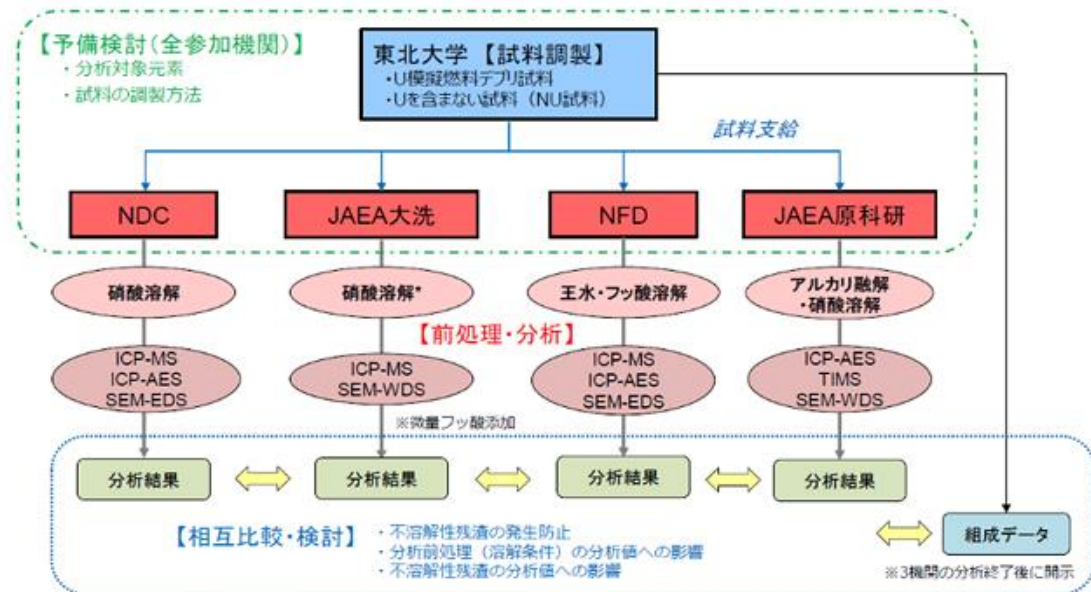 【予備検討(全参加機関)】
・分析対象元素
・試料の調製方法
東北大学 【試料調製】
・U模擬燃料デブリ試料
・Uを含まない試料（NU試料）
試料支給
NDC
JAEA大洗
NFD
JAEA原科研
硝酸溶解
硝酸溶解*
王水・フッ酸溶解
アルカリ融解
・硝酸溶解
【前処理・分析】
ICP-MS
ICP-AES
SEM-EDS
ICP-MS
SEM-WDS
ICP-MS
ICP-AES
SEM-EDS
ICP-AES
TIMS
SEM-WDS
※微量フッ酸添加
分析結果
分析結果
分析結果
分析結果
【相互比較・検討】
・不溶解性残渣の発生防止
・分析前処理（溶解条件）の分析値への影響
・不溶解性残渣の分析値への影響
組成データ
※3機関の分析終了後に開示